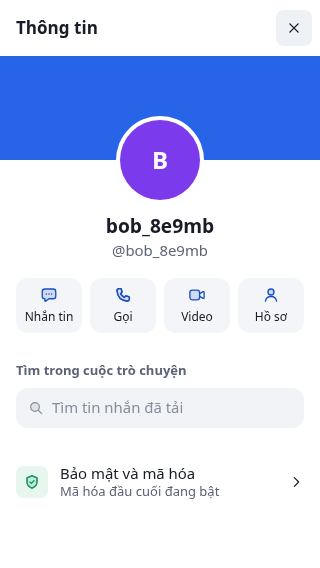 Thông tin
B
bob_8e9mb
@bob_8e9mb
Nhắn tin
Gọi
Video
Hồ sơ
Tìm trong cuộc trò chuyện
Tìm tin nhắn đã tải
Bảo mật và mã hóa
Mã hóa đầu cuối đang bật